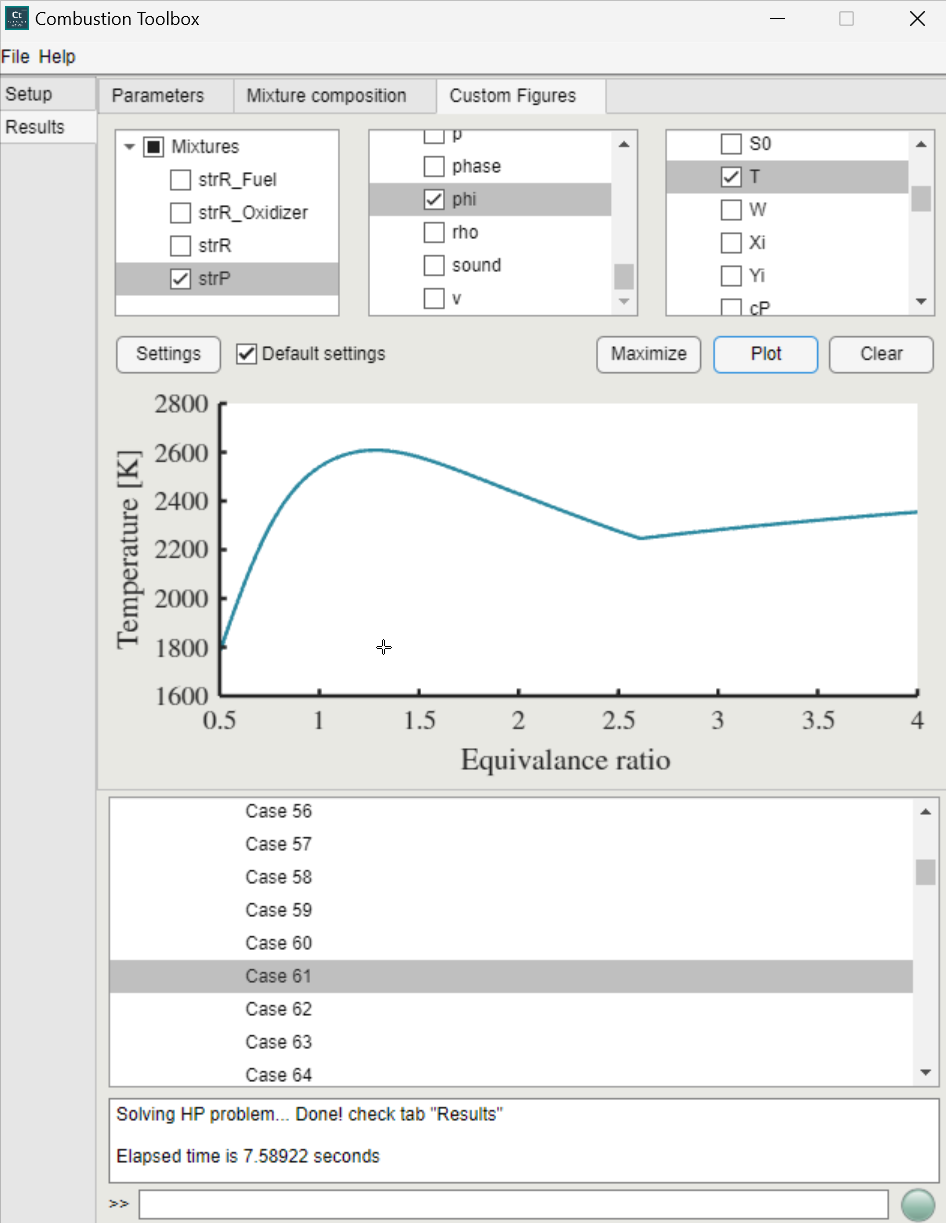 Ct
Combustion Toolbox
File Help
Setup
Results
Parameters
Mixture composition
Custom Figures
Mixtures
strR_Fuel
strR_Oxidizer
strR
strP
p
phase
phi
rho
sound
v
S0
T
W
Xi
Yi
cP
Settings
Default settings
Maximize
Plot
Clear
2800
2600
2400
2200
2000
1800
1600
Temperature [K]
0.5 1 1.5 2 2.5 3 3.5 4
Equivalance ratio
Case 56
Case 57
Case 58
Case 59
Case 60
Case 61
Case 62
Case 63
Case 64
Solving HP problem... Done! check tab "Results"
Elapsed time is 7.58922 seconds
>>